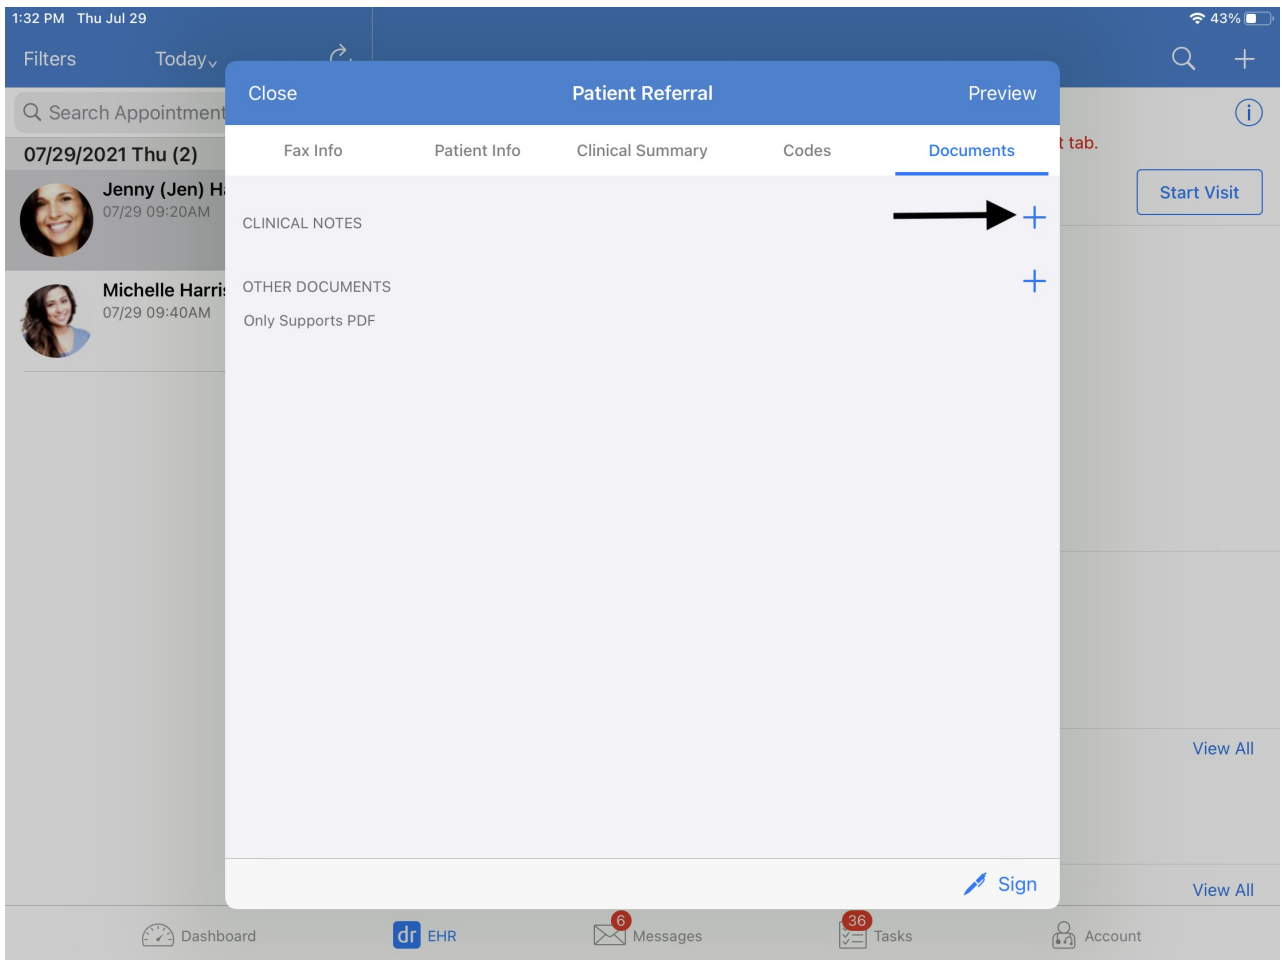 1:32 PM Thu Jul 29
43%
Filters
Today
Search Appointment
07/29/2021 Thu (2)
Jenny (Jen) H
07/29 09:20AM
Michelle Harri
07/29 09:40AM
Close
Patient Referral
Preview
Fax Info
Patient Info
Clinical Summary
Codes
Documents
CLINICAL NOTES
OTHER DOCUMENTS
Only Supports PDF
Sign
t tab.
Start Visit
View All
View All
Dashboard
dr EHR
6
Messages
36
Tasks
Account